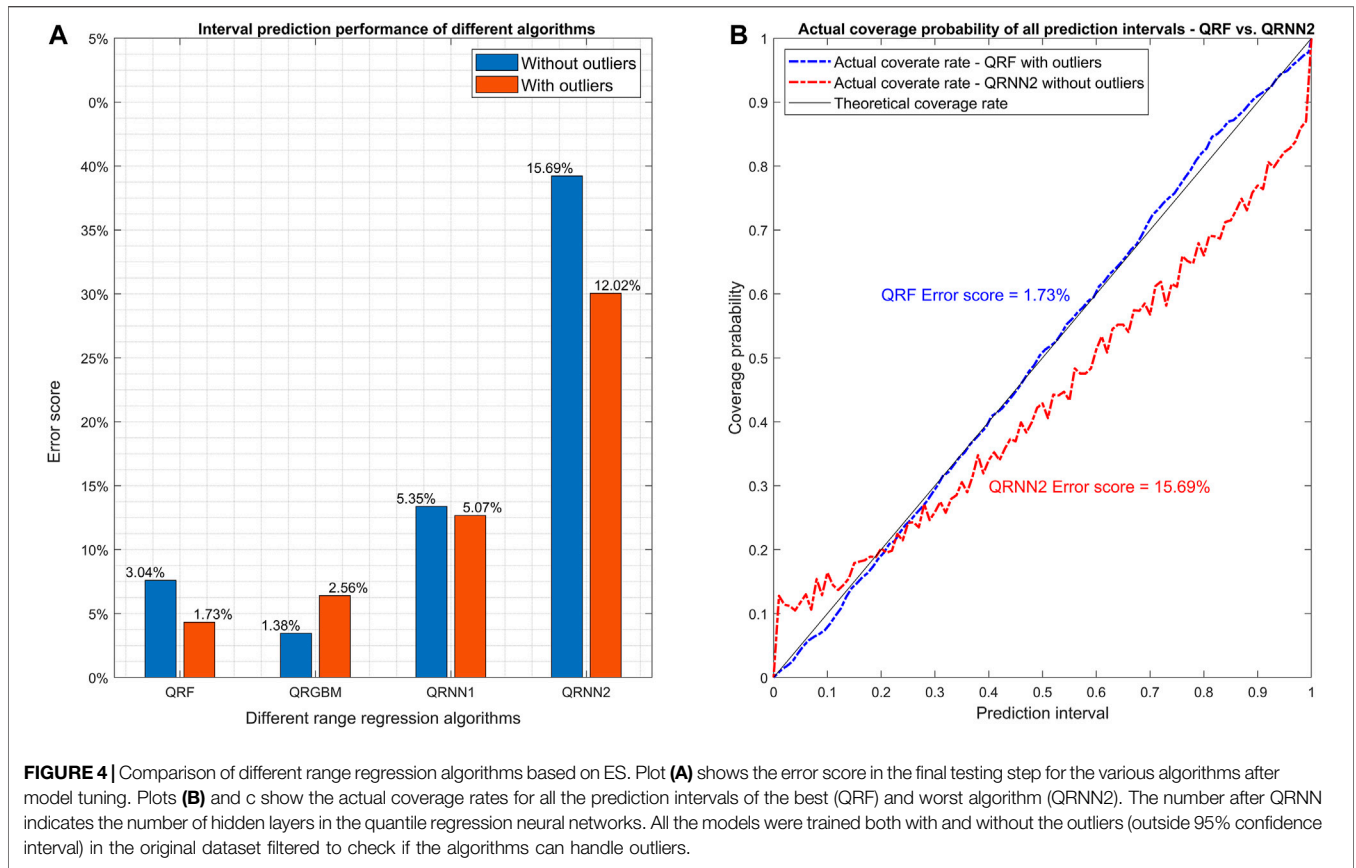 A
Interval prediction performance of different algorithms
5%
0%
40%
35%
30%
25%
20%
15%
10%
5%
0%
Error score
Without outliers
With outliers
3.04%
1.73%
1.38%
2.56%
5.35%
5.07%
15.69%
12.02%
QRF
QRGBM
QRNN1
QRNN2
Different range regression algorithms
B
Actual coverage probability of all prediction intervals - QRF vs. QRNN2
Actual coverate rate - QRF with outliers
Actual coverate rate - QRNN2 without outliers
Theoretical coverage rate
1
0.9
0.8
0.7
0.6
0.5
0.4
0.3
0.2
0.1
0
Coverage prabability
QRF Error score = 1.73%
QRNN2 Error score = 15.69%
0
0.1
0.2
0.3
0.4
0.5
0.6
0.7
0.8
0.9
1
Prediction interval
FIGURE 4 | Comparison of different range regression algorithms based on ES. Plot (A) shows the error score in the final testing step for the various algorithms after
model tuning. Plots (B) and c show the actual coverage rates for all the prediction intervals of the best (QRF) and worst algorithm (QRNN2). The number after QRNN
indicates the number of hidden layers in the quantile regression neural networks. All the models were trained both with and without the outliers (outside 95% confidence
interval) in the original dataset filtered to check if the algorithms can handle outliers.